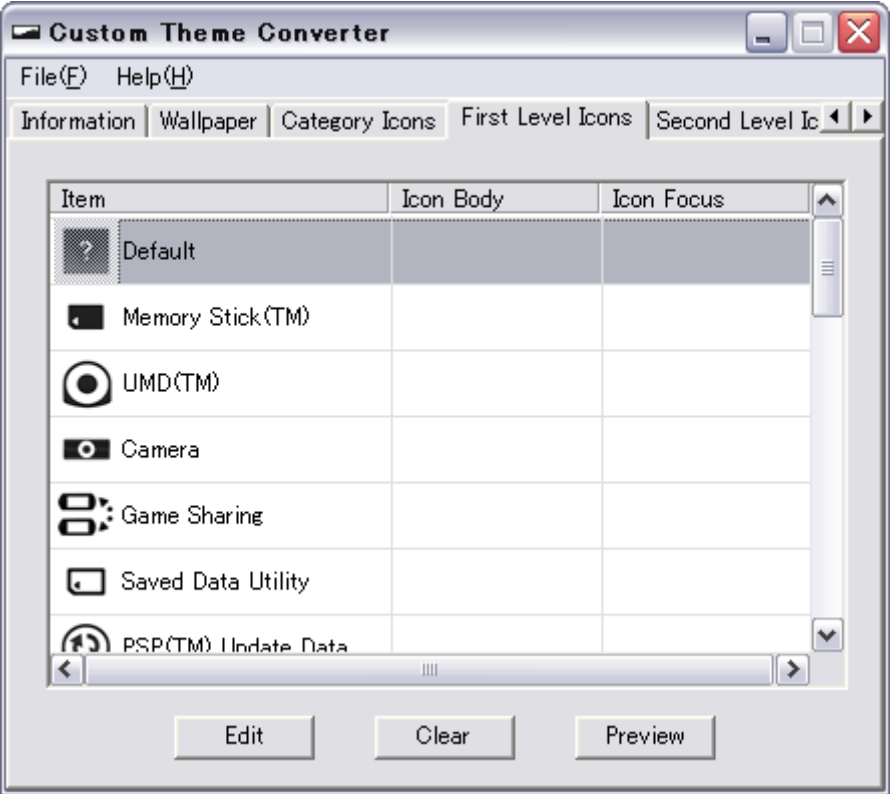 Custom Theme Converter
File(F) Help(H)
Information Wallpaper Category Icons First Level Icons Second Level Ic
Item Icon Body Icon Focus
? Default
Memory Stick(TM)
UMD(TM)
Camera
Game Sharing
Saved Data Utility
PSP(TM) Update Data
Edit Clear Preview